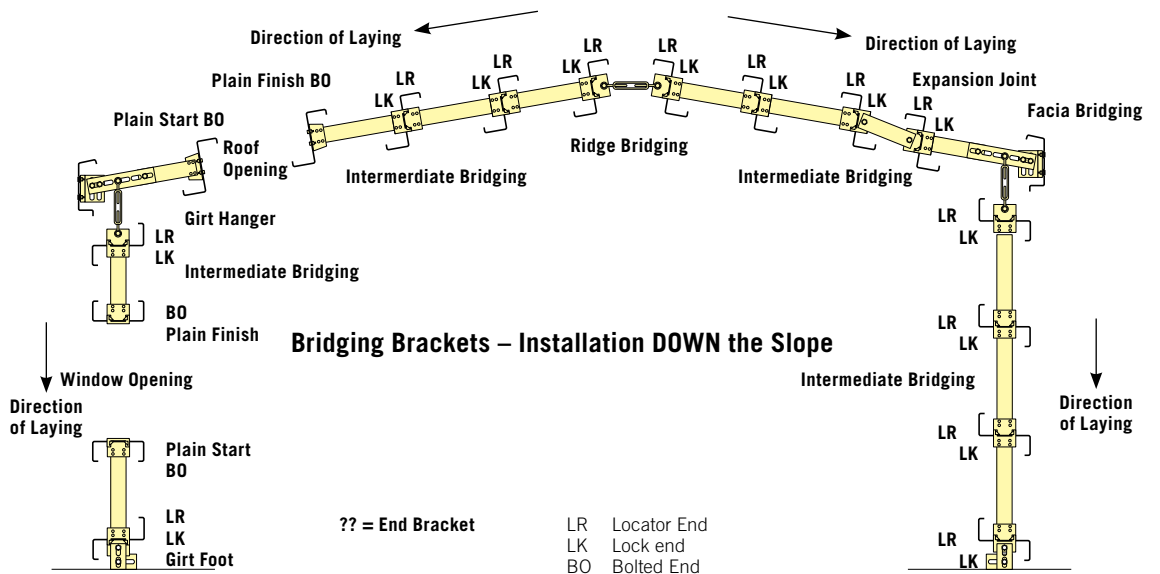 Direction of Laying
Direction of Laying
LR
LR
Plain Finish BO
LR
LK
LK
LR
LR
LK
LK
LR
Expansion Joint
LK
LR
LK
Facia Bridging
Plain Start BO
Roof
Opening
Ridge Bridging
Intermerdiate Bridging
Intermediate Bridging
Girt Hanger
LR
LK
Intermediate Bridging
LR
LK
BO
Plain Finish
LR
LK
Bridging Brackets – Installation DOWN the Slope
Window Opening
Intermediate Bridging
Direction
of Laying
Direction
of Laying
Plain Start
BO
LR
LK
LR
LK
Girt Foot
LR
LK
?? = End Bracket
LR Locator End
LK Lock end
BO Bolted End